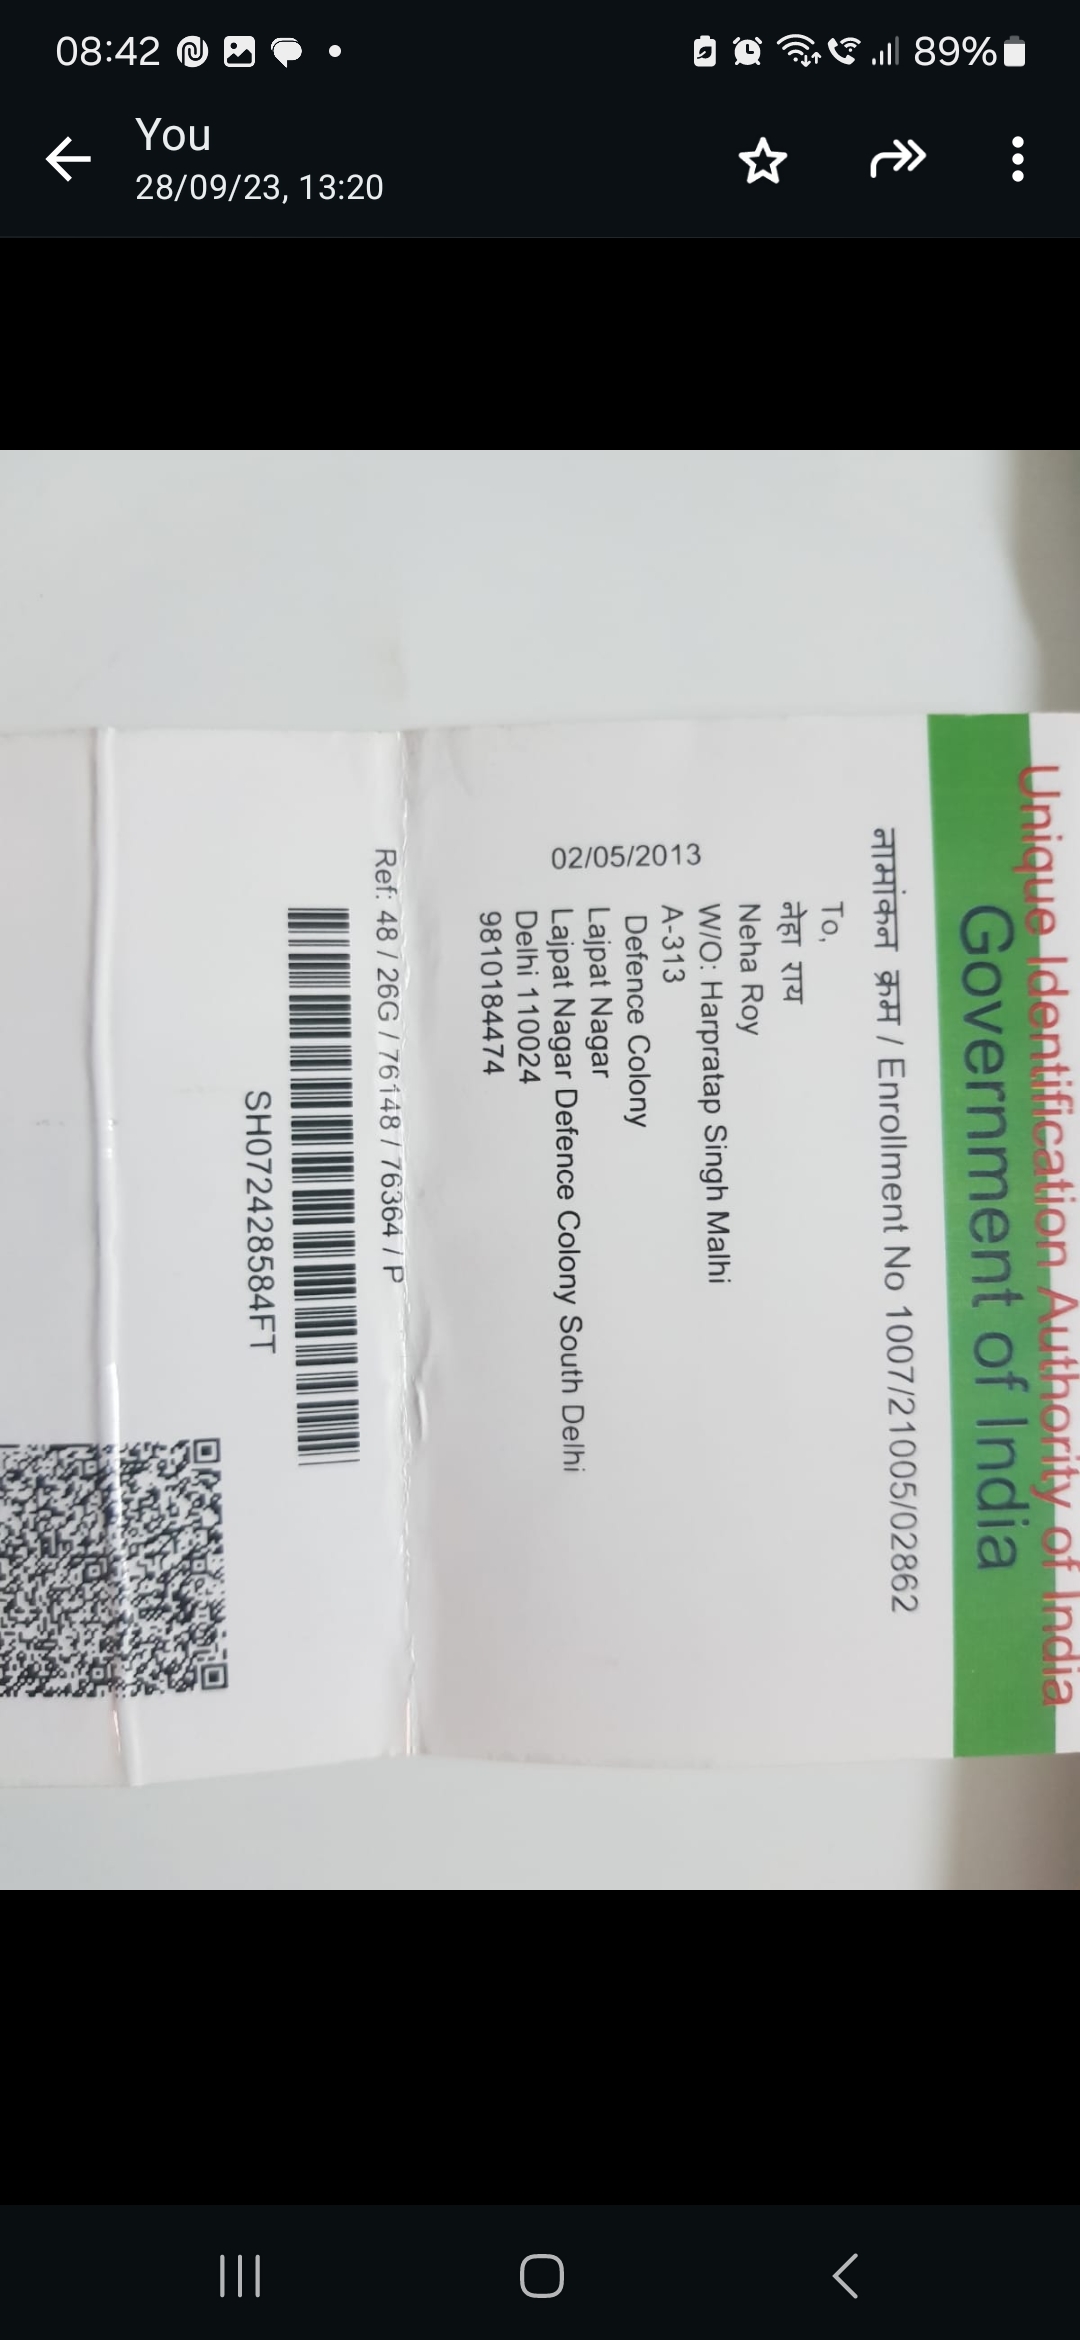 08:42
89%
You
28/09/23, 13:20
Unique Identification Authority of India
Government of India
नामांकन क्रम / Enrollment No 1007/21005/02862
To,
नेहा राय
Neha Roy
W/O: Harpratap Singh Malhi
A-313
Defence Colony
Lajpat Nagar
Lajpat Nagar Defence Colony South Delhi
Delhi 110024
9810184474
02/05/2013
Ref: 48 / 26G / 76148 / 76364 / P
SH072428584FT